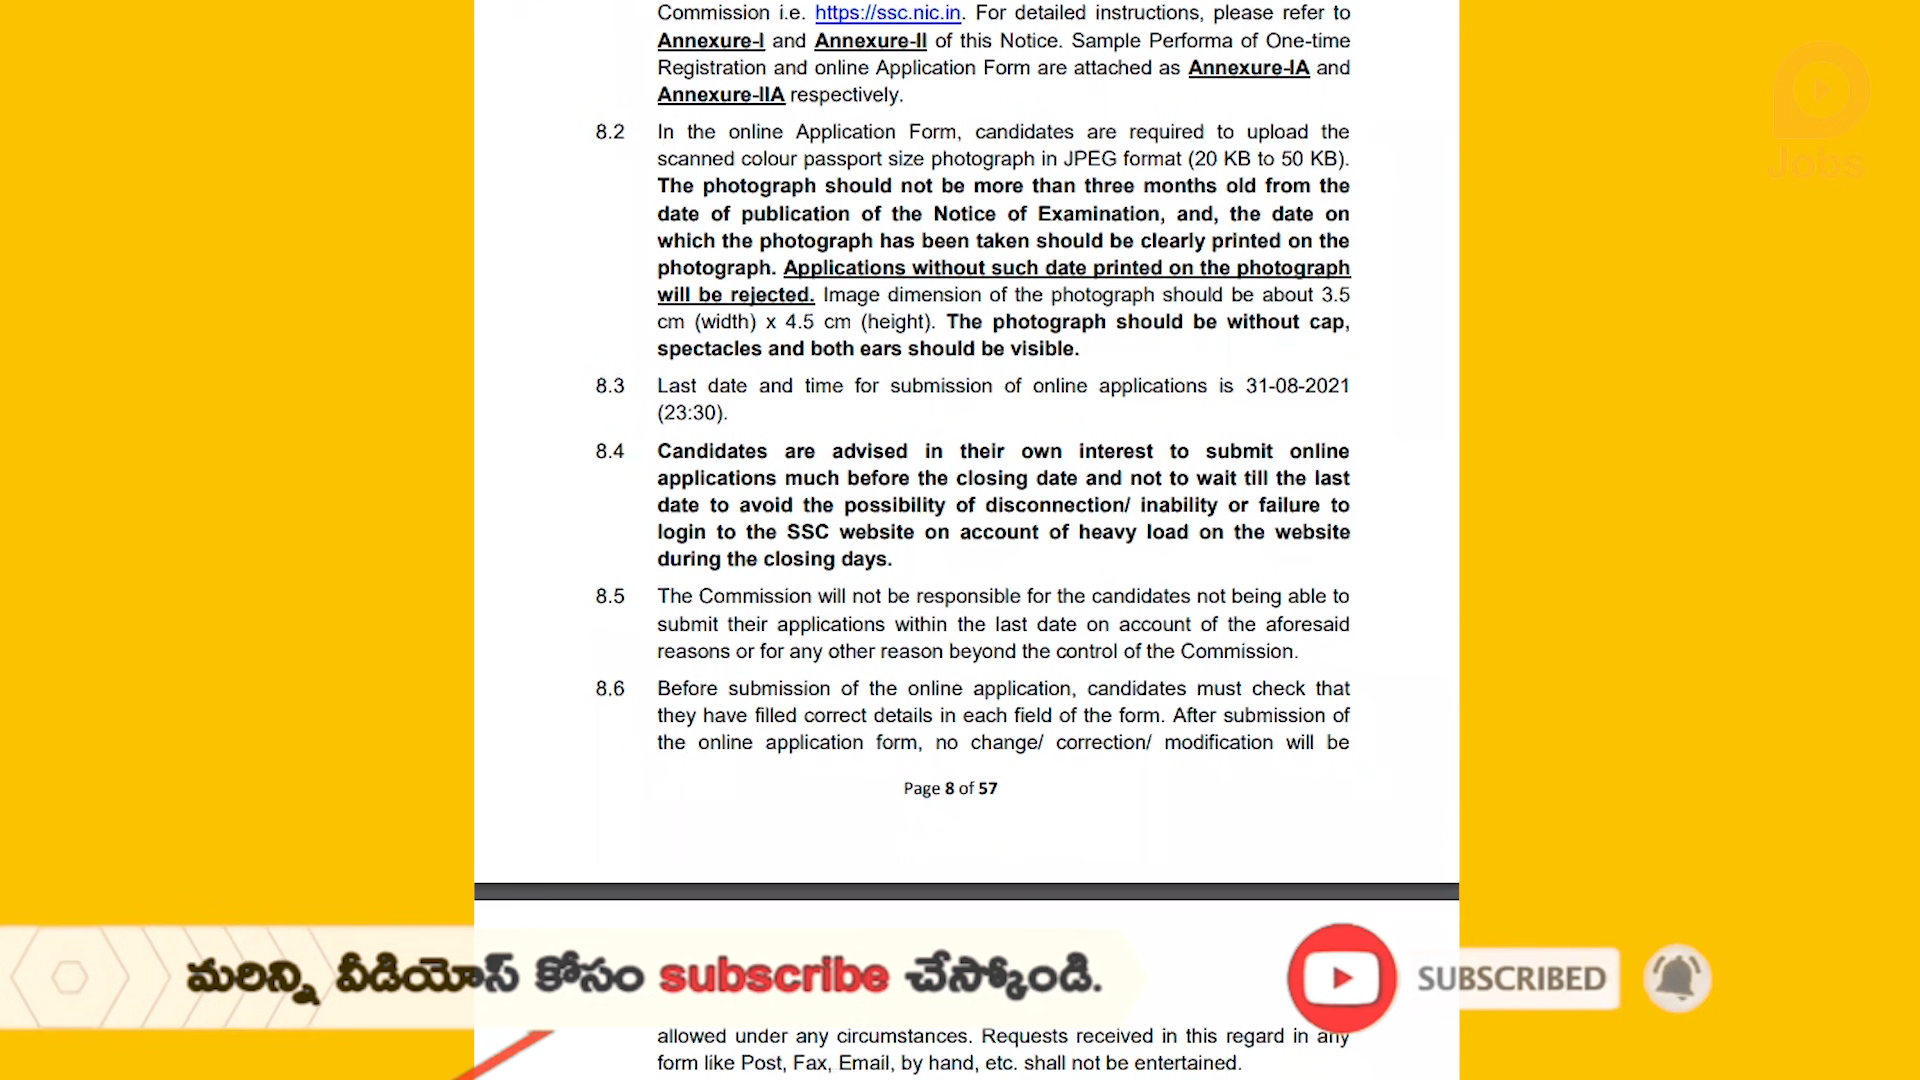 Commission i.e. https://ssc.nic.in. For detailed instructions, please refer to
Annexure-I and Annexure-II of this Notice. Sample Performa of One-time
Registration and online Application Form are attached as Annexure-IA and
Annexure-IIA respectively.
8.2 In the online Application Form, candidates are required to upload the
scanned colour passport size photograph in JPEG format (20 KB to 50 KB).
The photograph should not be more than three months old from the
date of publication of the Notice of Examination, and, the date on
which the photograph has been taken should be clearly printed on the
photograph. Applications without such date printed on the photograph
will be rejected. Image dimension of the photograph should be about 3.5
cm (width) x 4.5 cm (height). The photograph should be without cap,
spectacles and both ears should be visible.
8.3 Last date and time for submission of online applications is 31-08-2021
(23:30).
8.4 Candidates are advised in their own interest to submit online
applications much before the closing date and not to wait till the last
date to avoid the possibility of disconnection/ inability or failure to
login to the SSC website on account of heavy load on the website
during the closing days.
8.5 The Commission will not be responsible for the candidates not being able to
submit their applications within the last date on account of the aforesaid
reasons or for any other reason beyond the control of the Commission.
8.6 Before submission of the online application, candidates must check that
they have filled correct details in each field of the form. After submission of
the online application form, no change/ correction/ modification will be
Page 8 of 57
Jobs
మరిన్ని వీడియోస్ కోసం subscribe చేస్కోండి.
SUBSCRIBED
allowed under any circumstances. Requests received in this regard in any
form like Post, Fax, Email, by hand, etc. shall not be entertained.